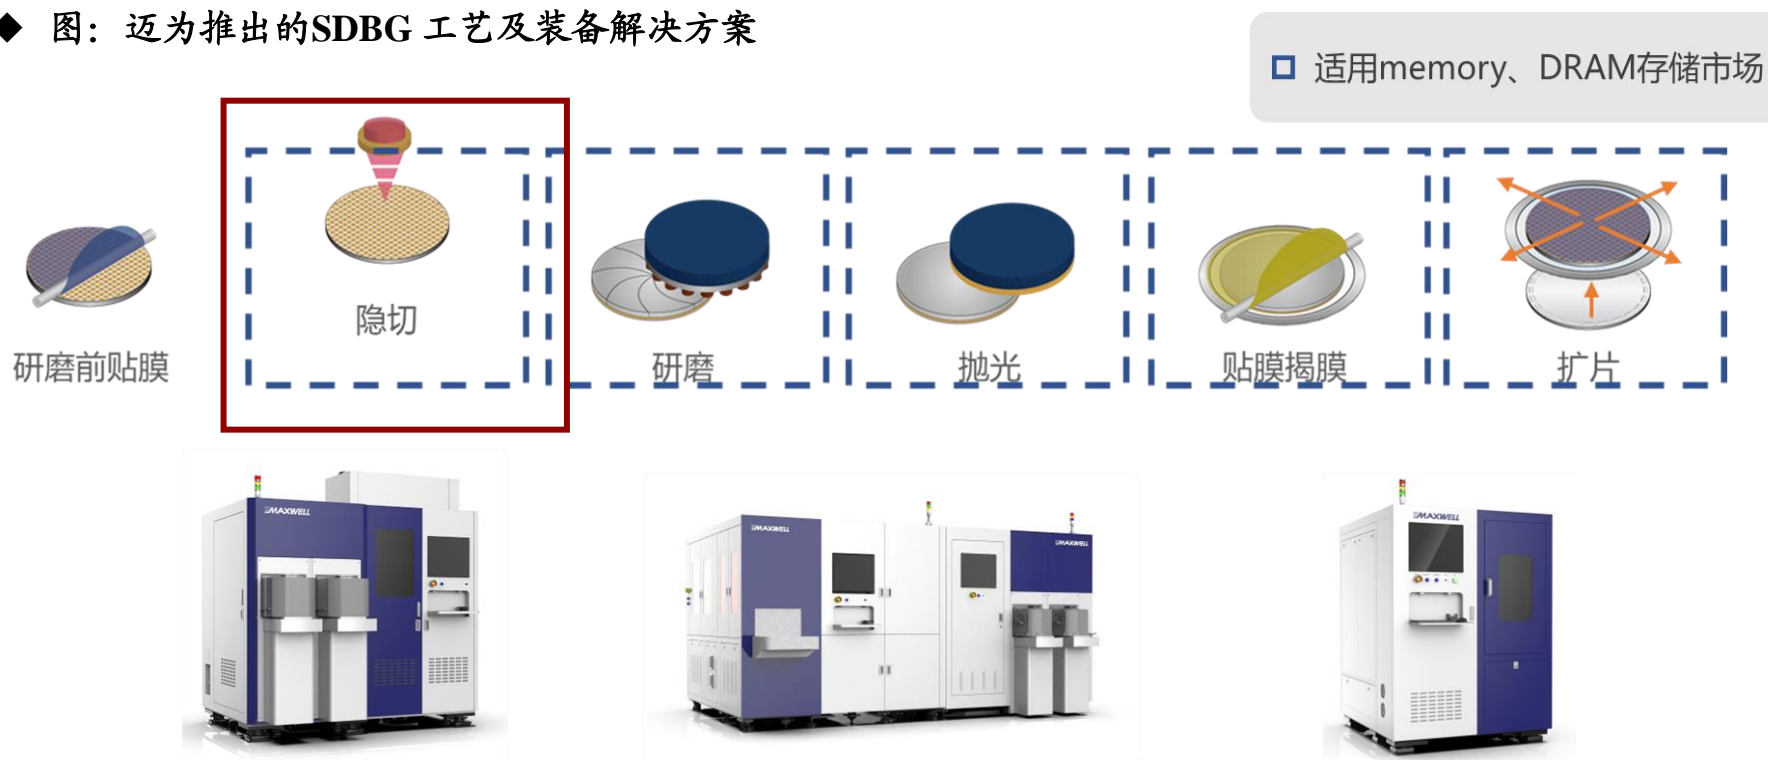 ◆ 图：迈为推出的SDBG工艺及装备解决方案
适用memory、DRAM存储市场
研磨前贴膜
隐切
研磨
抛光
贴膜揭膜
扩片
MAXWELL
MAXWELL
MAXWELL
MAXWELL